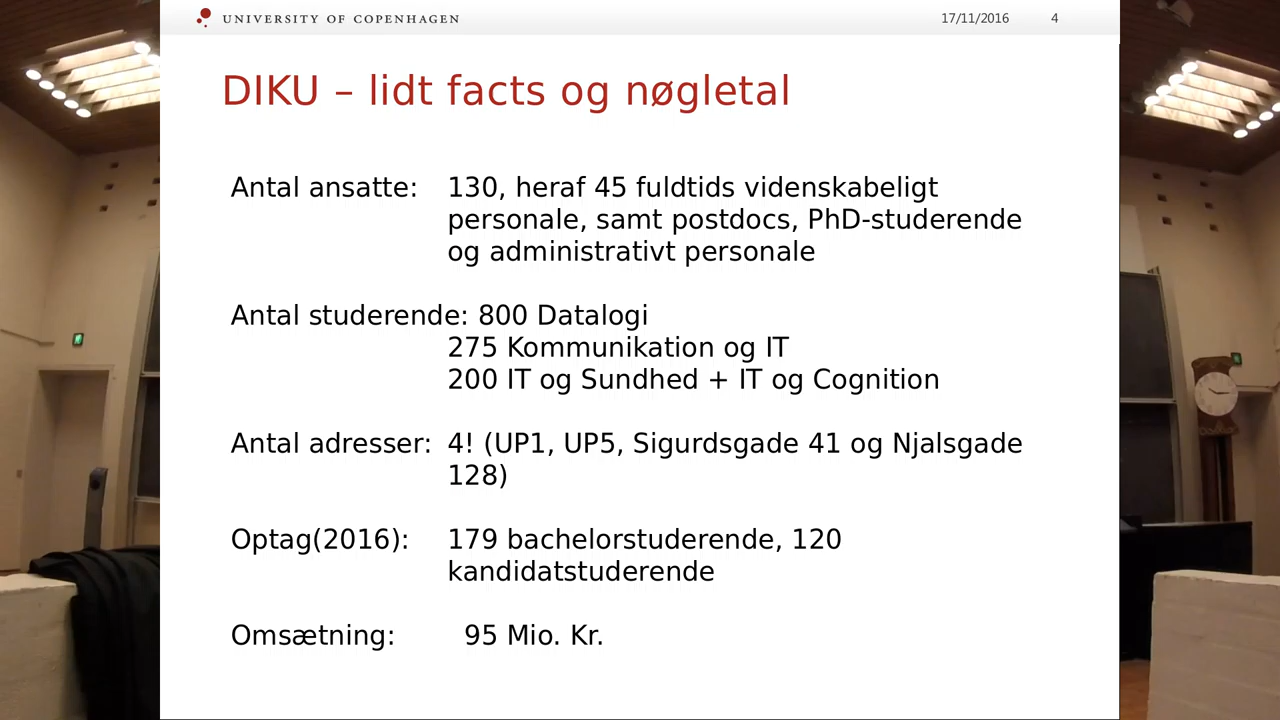 UNIVERSITY OF COPENHAGEN
17/11/2016 4
DIKU – lidt facts og nøgletal
Antal ansatte: 130, heraf 45 fuldtids videnskabeligt
personale, samt postdocs, PhD-studerende
og administrativt personale
Antal studerende: 800 Datalogi
275 Kommunikation og IT
200 IT og Sundhed + IT og Cognition
Antal adresser: 4! (UP1, UP5, Sigurdsgade 41 og Njalsgade
128)
Optag(2016): 179 bachelorstuderende, 120
kandidatstuderende
Omsætning: 95 Mio. Kr.